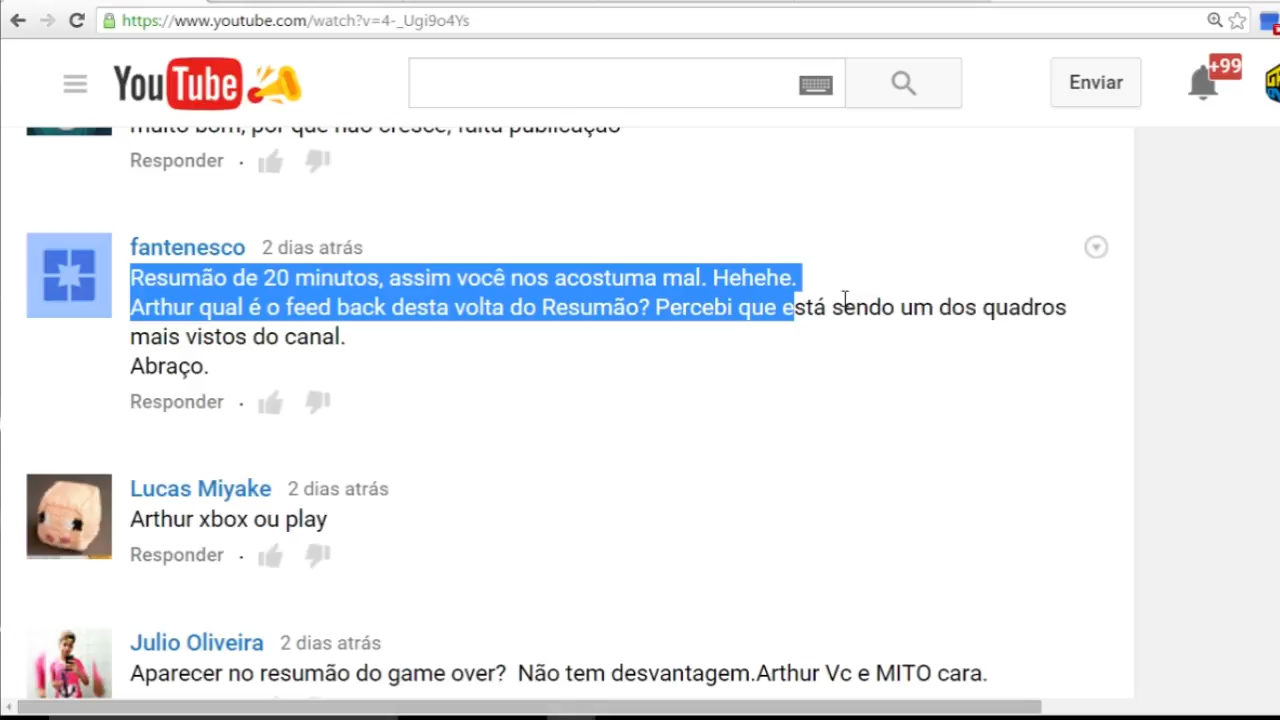 https://www.youtube.com/watch?v=4-_Ugi9o4Ys
YouTube
Enviar
+99
muito bom, por que não cresce, falta publicação
Responder
fantenesco 2 dias atrás
Resumão de 20 minutos, assim você nos acostuma mal. Hehehe.
Arthur qual é o feed back desta volta do Resumão? Percebi que está sendo um dos quadros
mais vistos do canal.
Abraço.
Responder
Lucas Miyake 2 dias atrás
Arthur xbox ou play
Responder
Julio Oliveira 2 dias atrás
Aparecer no resumão do game over? Não tem desvantagem.Arthur Vc e MITO cara.